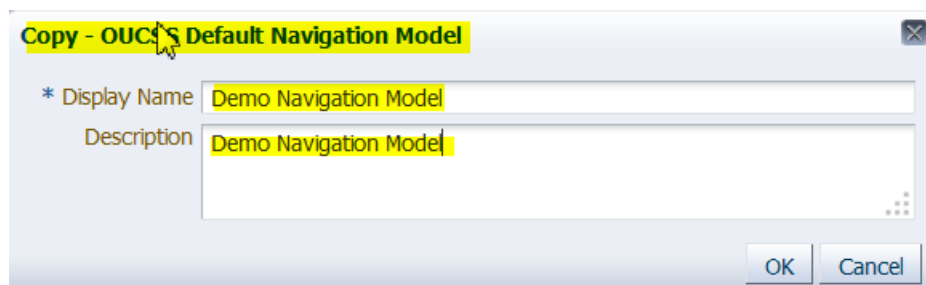 Copy - OUCSS Default Navigation Model
* Display Name Demo Navigation Model
Description Demo Navigation Model
OK Cancel